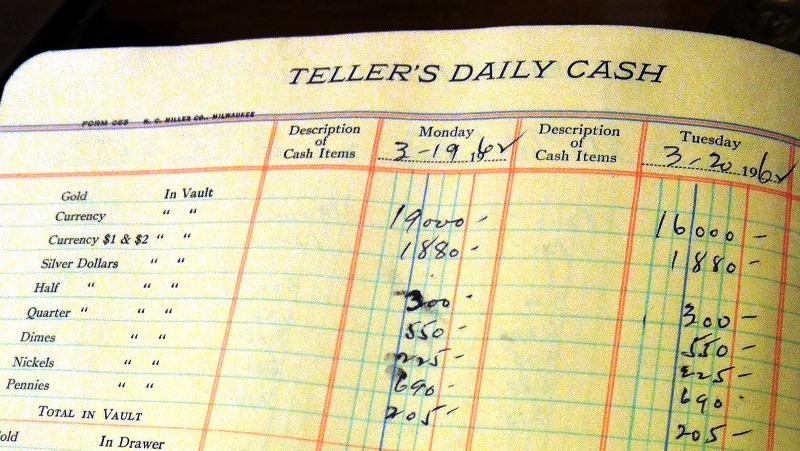 TELLER'S DAILY CASH
FORM 055 H. C. MILLER CO., MILWAUKEE
Description of Cash Items Monday Description of Cash Items Tuesday
3-19 1962 3-20 1962
Gold In Vault
Currency " " 19000- 16000-
Currency $1 & $2 " " 1880- 1880-
Silver Dollars " "
Half " " " 300- 300-
Quarter " " " 550- 550-
Dimes " " 225- 225-
Nickels " " 690- 690-
Pennies " " 205- 205-
TOTAL IN VAULT
old In Drawer